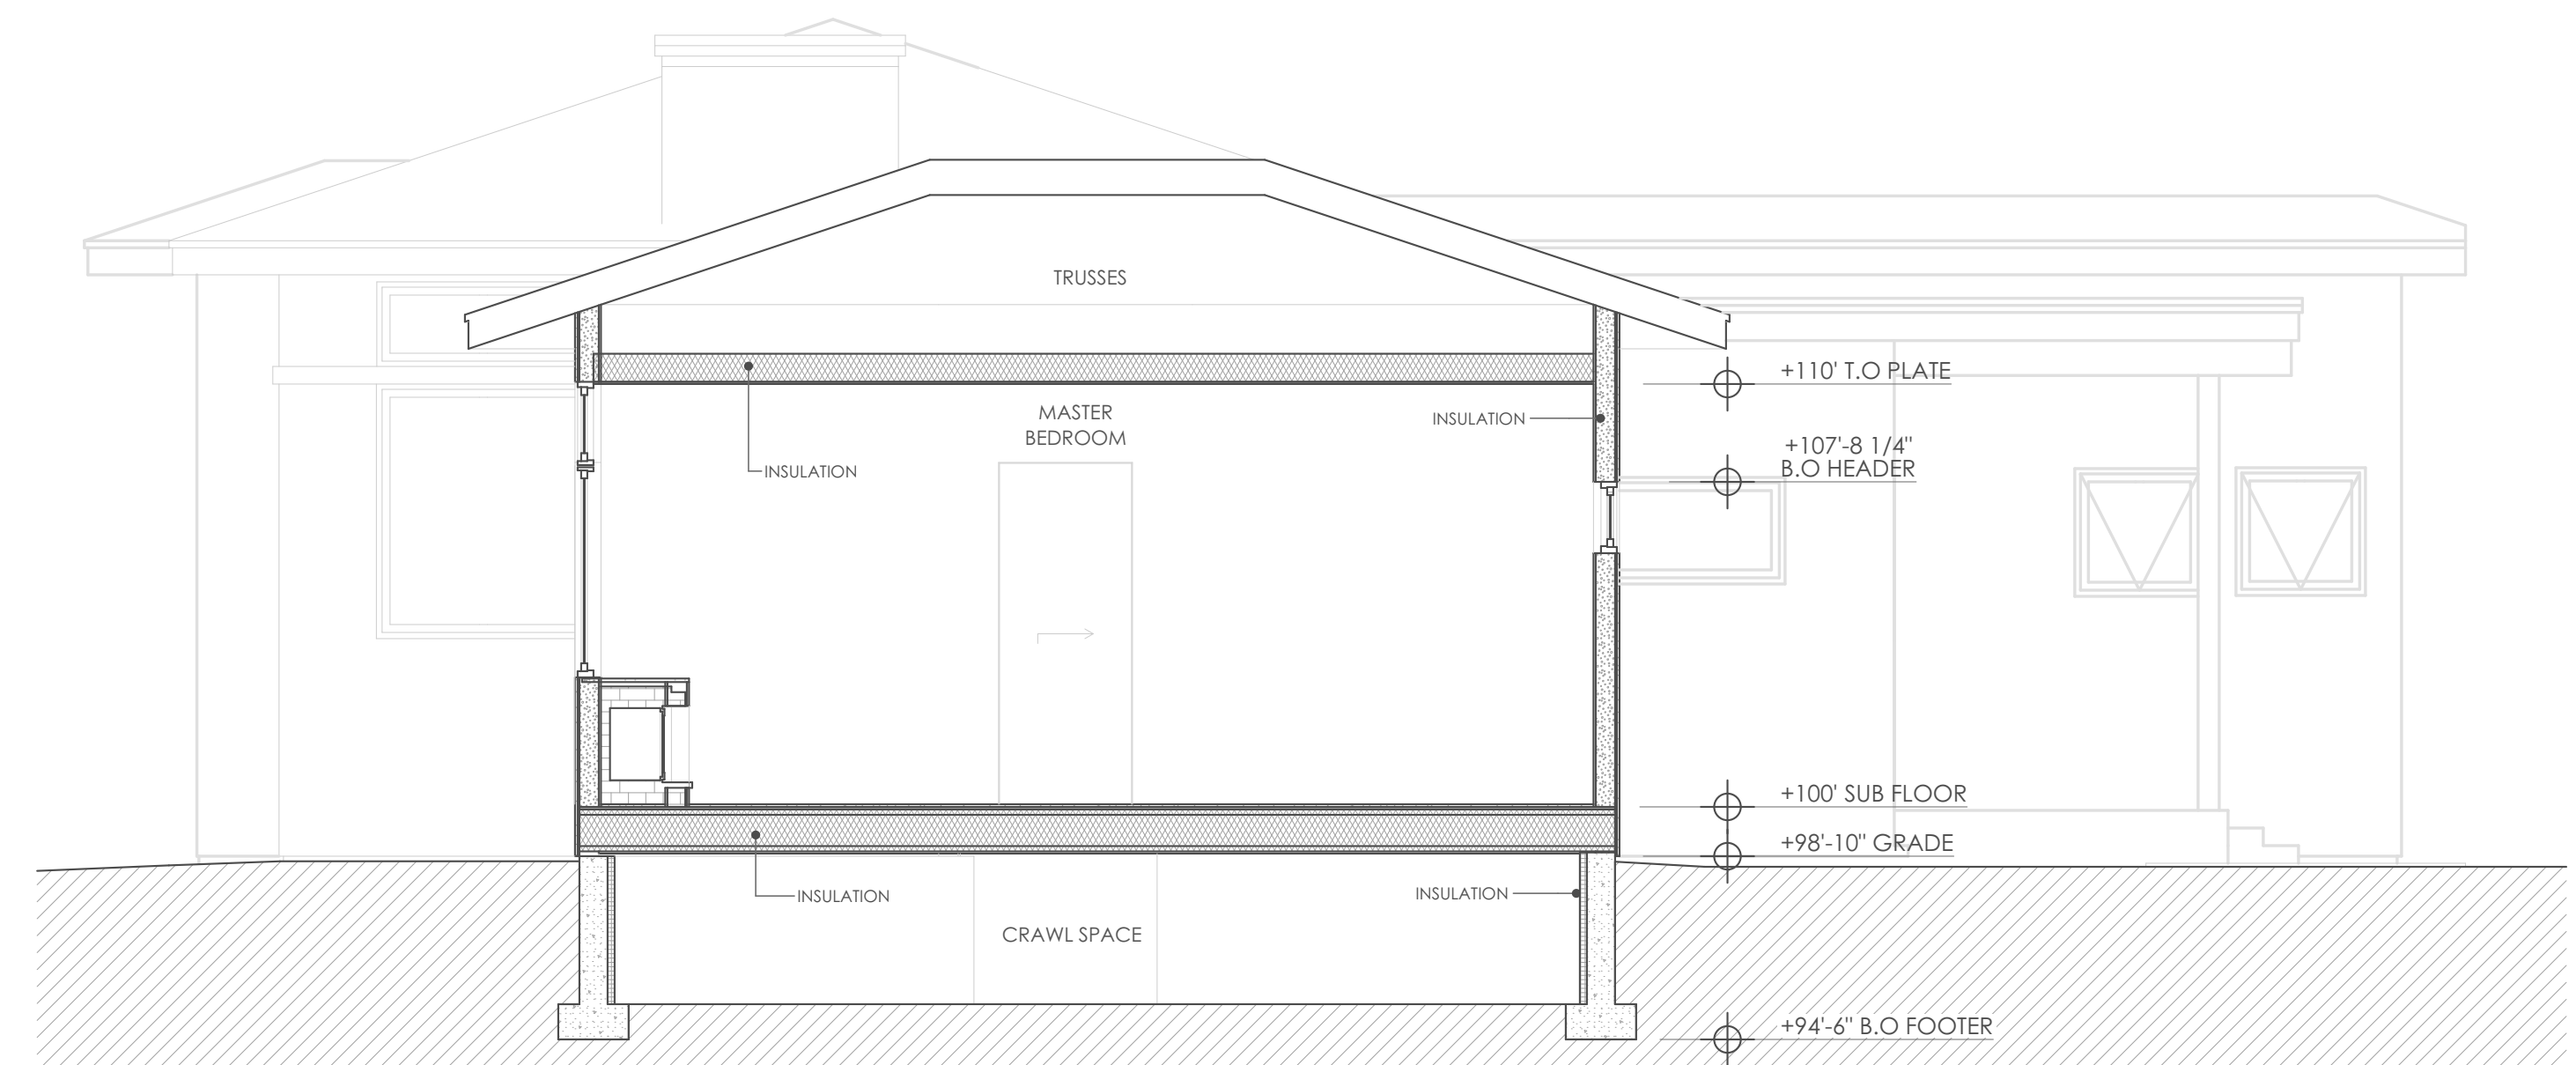 TRUSSES
+110' T.O PLATE
MASTER
BEDROOM
INSULATION
+107'-8 1/4"
B.O HEADER
INSULATION
+100' SUB FLOOR
+98'-10" GRADE
INSULATION
INSULATION
CRAWL SPACE
+94'-6" B.O FOOTER